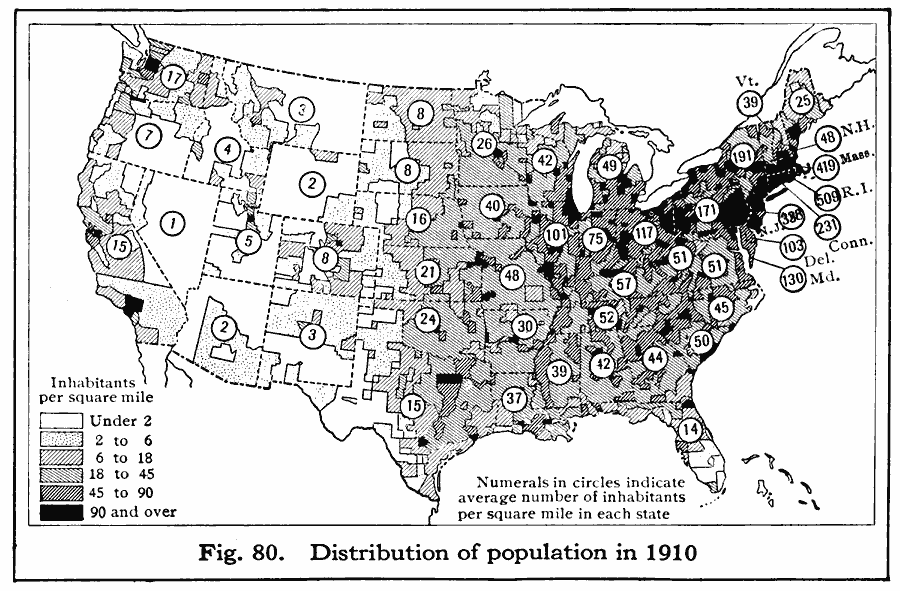 Vt.
39
25
17
3
8
7
4
26
42
49
191
48 N.H.
419 Mass.
509 R.I.
2
8
1
16
40
171
N.J.
231
Conn.
15
5
8
101
75
117
103
Del.
51
51
130 Md.
21
48
57
2
3
24
30
52
45
50
39
42
44
15
37
14
Inhabitants
per square mile
Under 2
2 to 6
6 to 18
18 to 45
45 to 90
90 and over
Numerals in circles indicate
average number of inhabitants
per square mile in each state
Fig. 80. Distribution of population in 1910